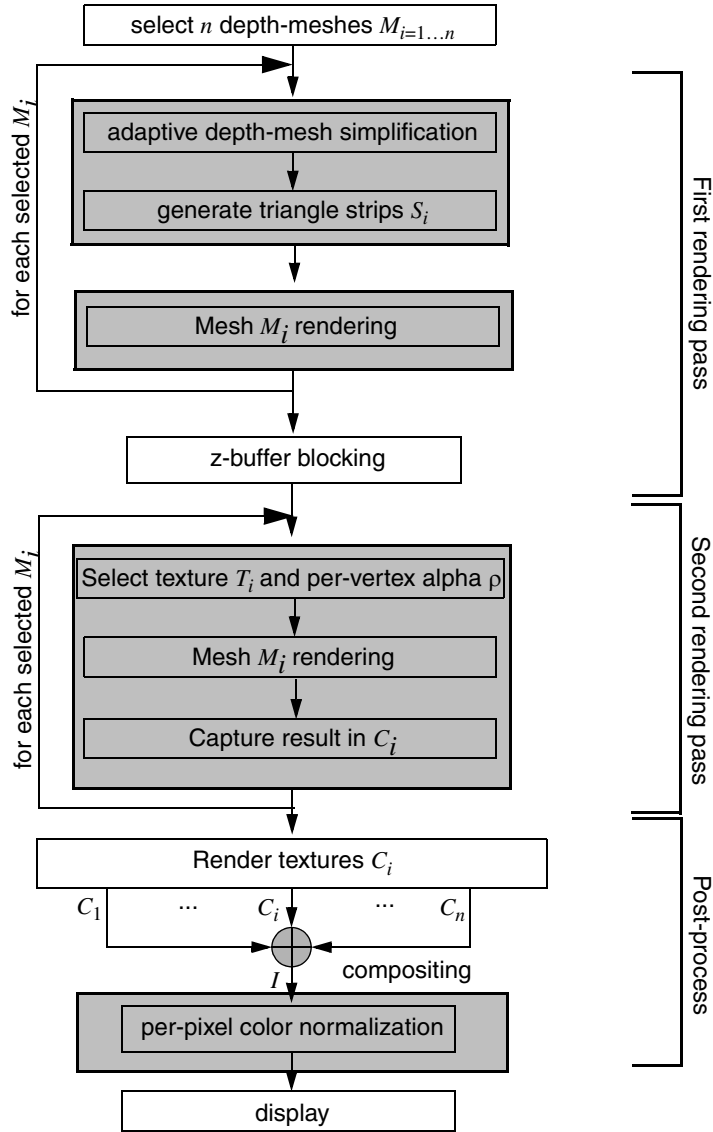 select n depth-meshes M_{i=1…n}
for each selected M_i
adaptive depth-mesh simplification
generate triangle strips S_i
Mesh M_i rendering
z-buffer blocking
First rendering pass
for each selected M_i
Select texture T_i and per-vertex alpha ρ
Mesh M_i rendering
Capture result in C_i
Second rendering pass
Render textures C_i
C_1 ... C_i ... C_n
compositing
I
per-pixel color normalization
Post-process
display